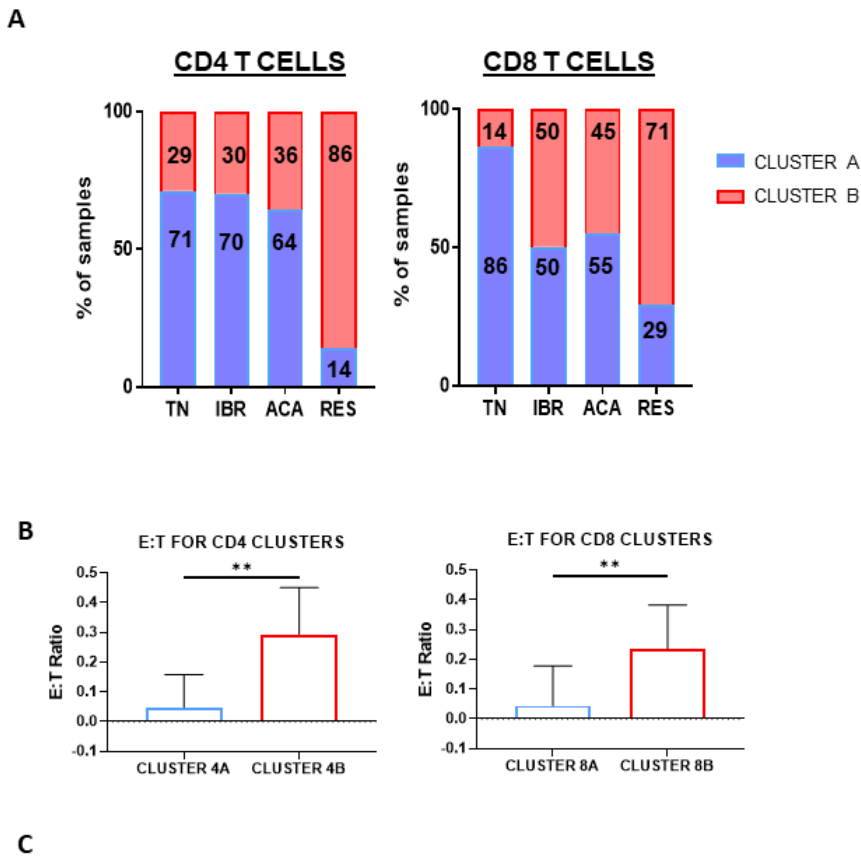 A
CD4 T CELLS
CD8 T CELLS
100
29
30
36
86
71
70
64
14
50
0
% of samples
TN IBR ACA RES
100
14
50
45
71
86
50
55
29
50
0
% of samples
TN IBR ACA RES
CLUSTER A
CLUSTER B
B
E:T FOR CD4 CLUSTERS
**
0.5
0.4
0.3
0.2
0.1
0.0
-0.1
E:T Ratio
CLUSTER 4A CLUSTER 4B
E:T FOR CD8 CLUSTERS
**
0.5
0.4
0.3
0.2
0.1
0.0
-0.1
E:T Ratio
CLUSTER 8A CLUSTER 8B
C